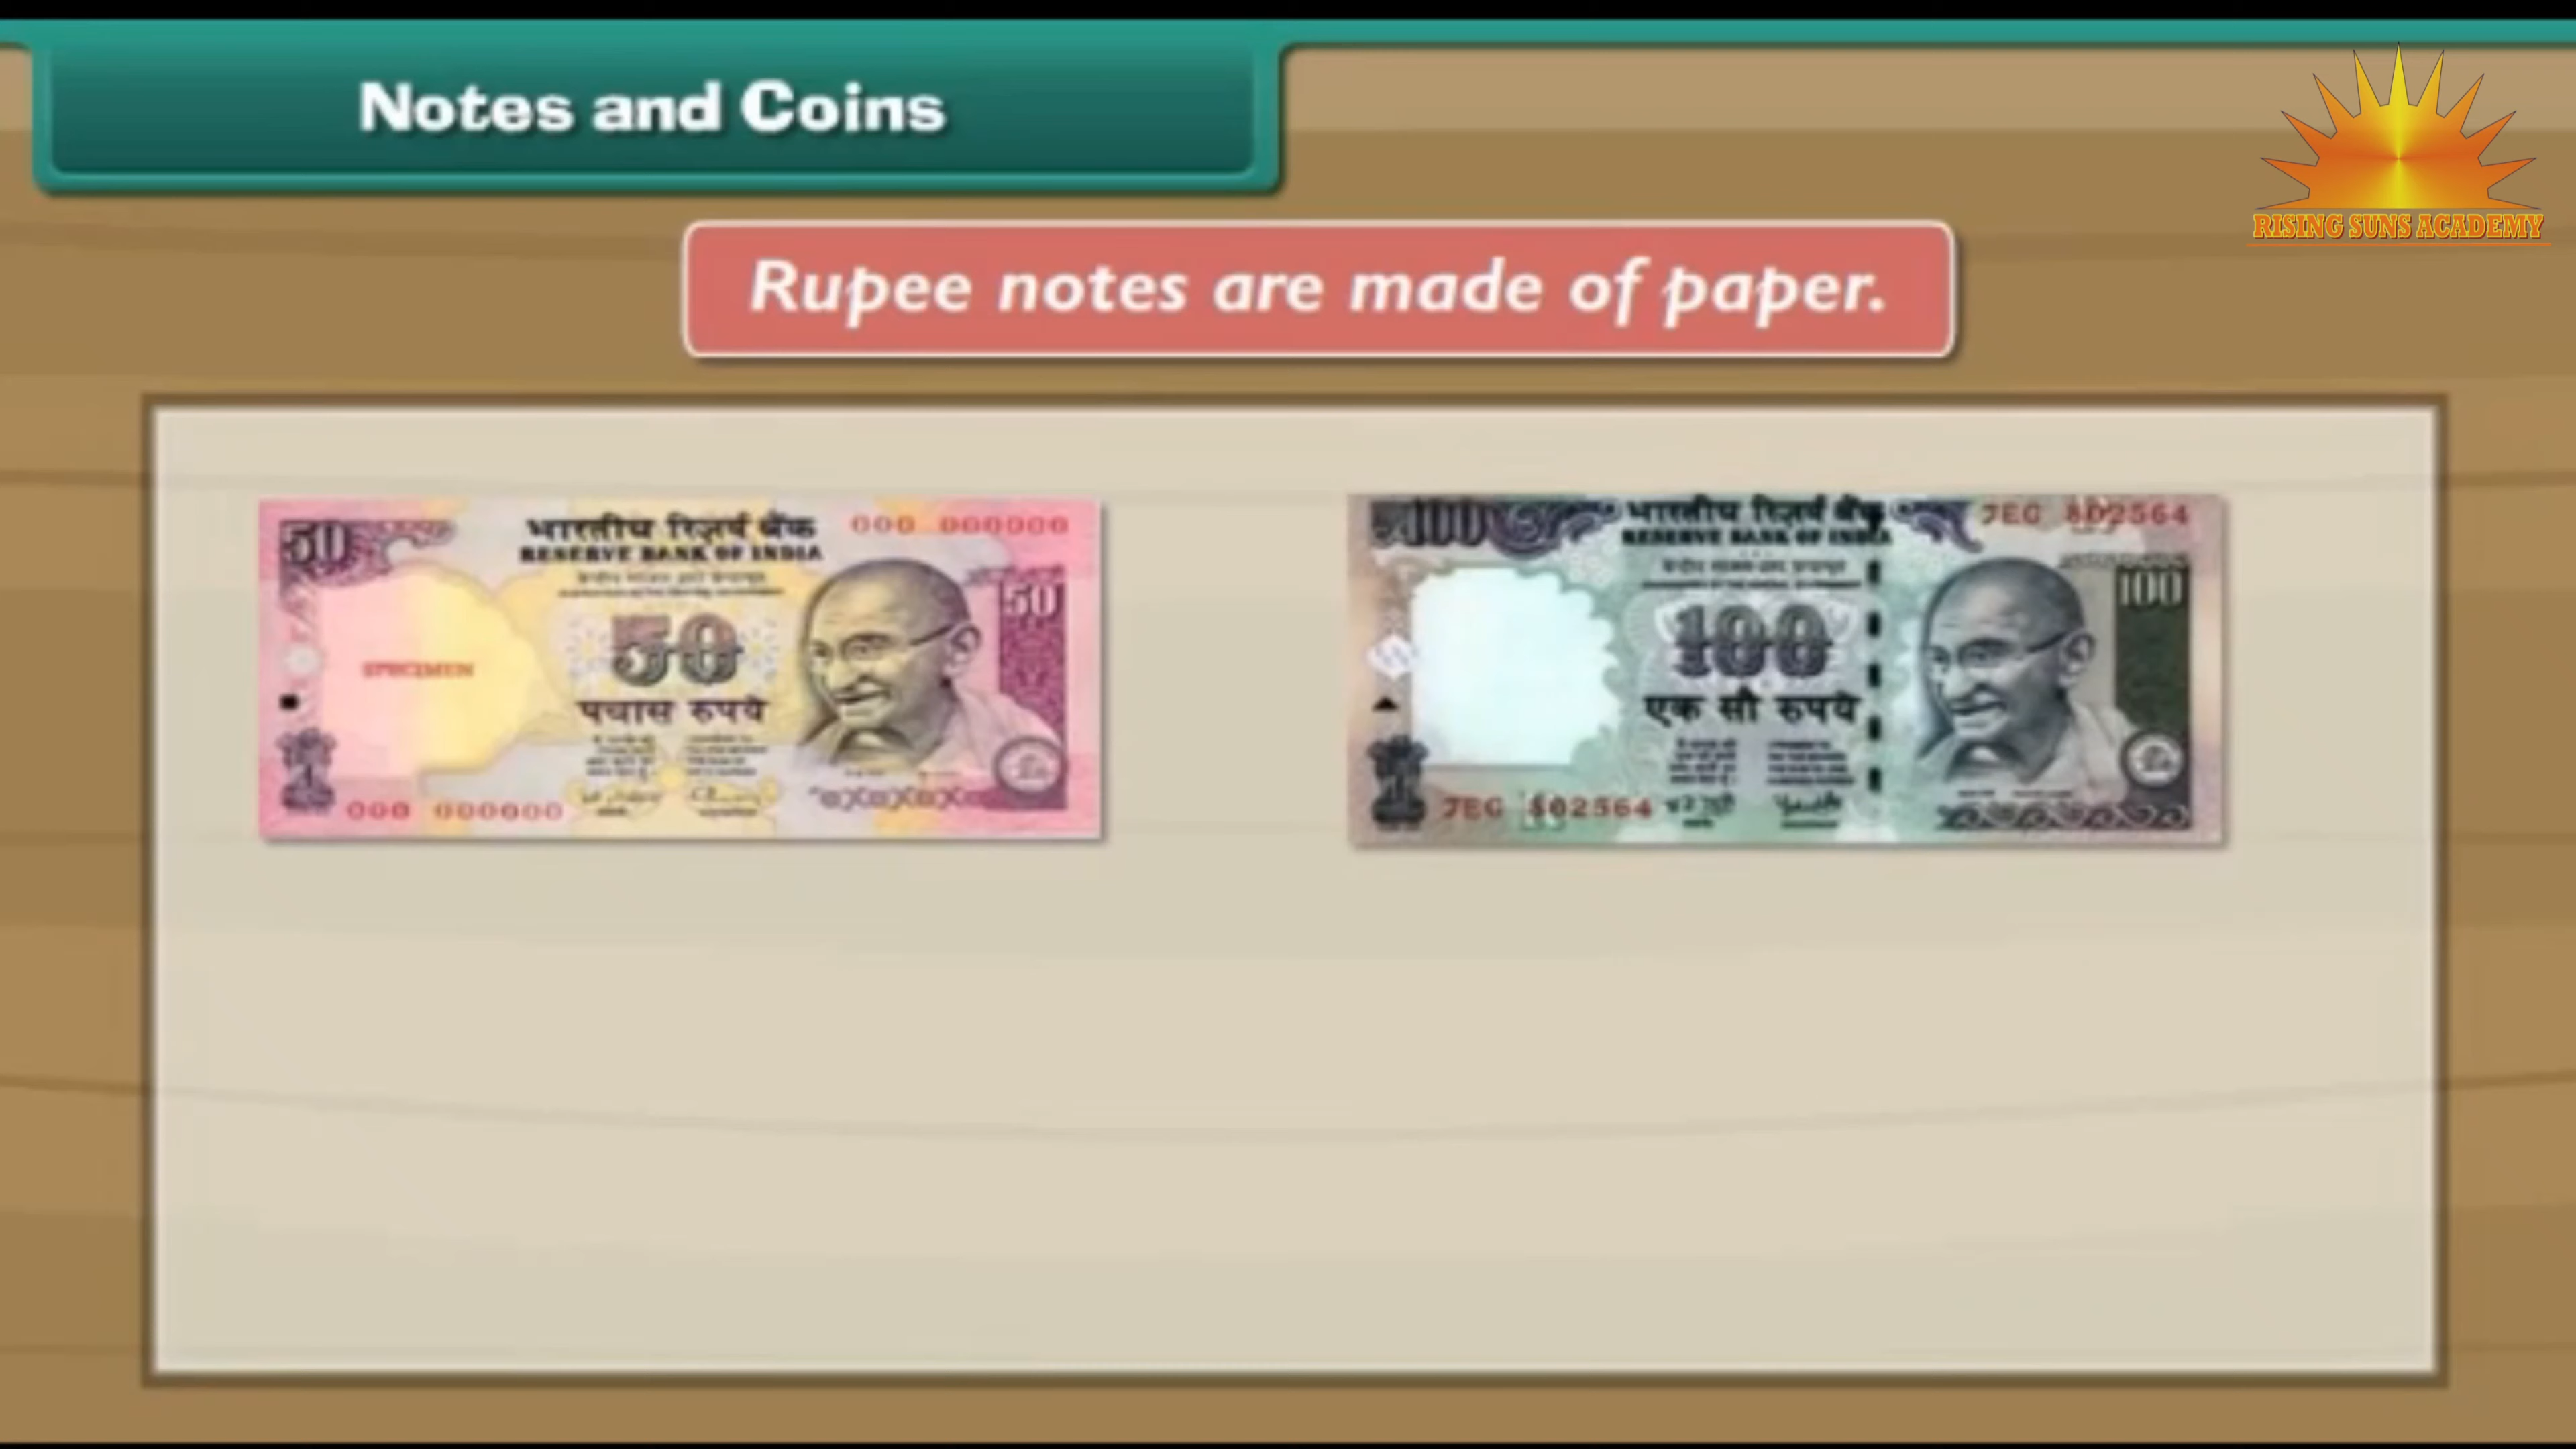 Notes and Coins
RISING SUNS ACADEMY
Rupee notes are made of paper.
50
भारतीय रिज़र्व बैंक
000 000000
RESERVE BANK OF INDIA
50
SPECIMEN
50
पचास रुपये
000 000000
100
भारतीय रिज़र्व बैंक
7EG 802564
RESERVE BANK OF INDIA
100
100
एक सौ रुपये
7EG 802564